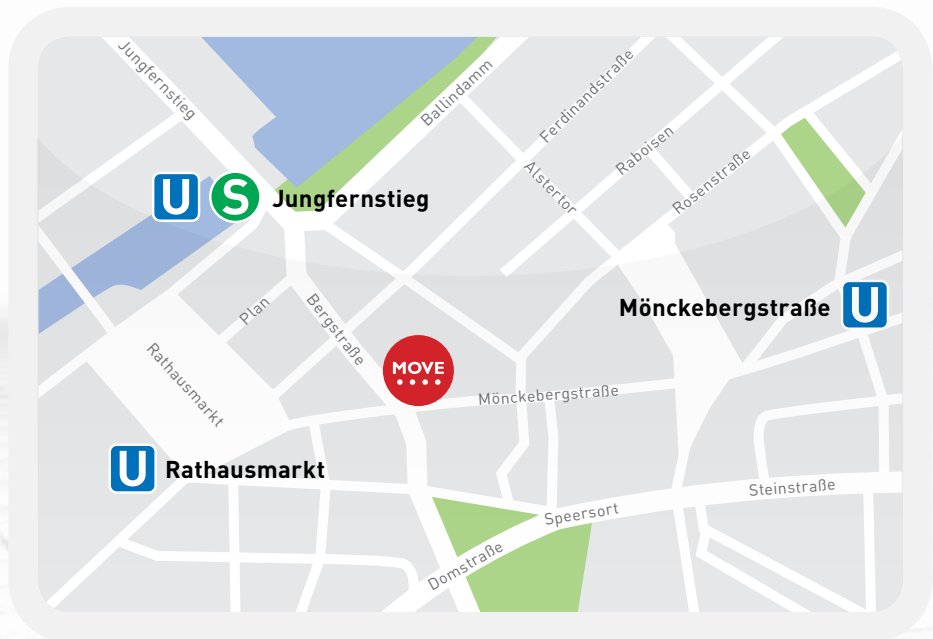 Jungfernstieg
Ballindamm
Ferdinandstraße
Raboisen
Alstertor
Rosenstraße
U S Jungfernstieg
Plan
Bergstraße
Mönckebergstraße U
Rathausmarkt
MOVE
Mönckebergstraße
U Rathausmarkt
Steinstraße
Speersort
Domstraße